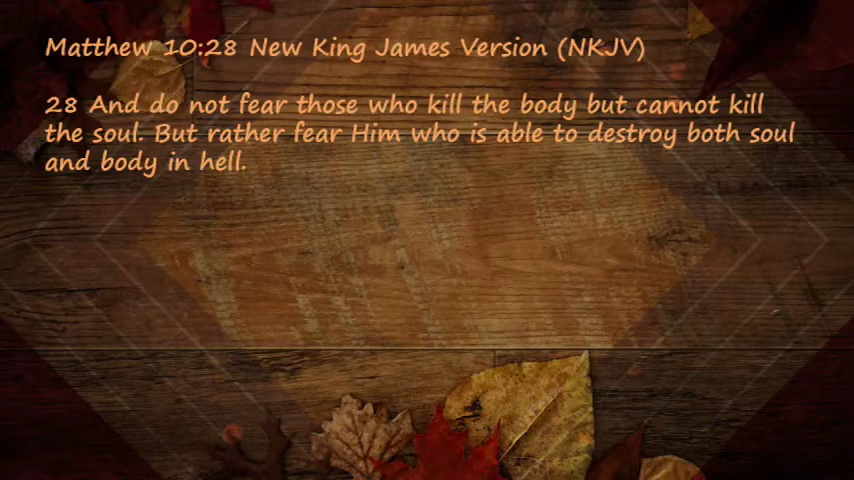 Matthew 10:28 New King James Version (NKJV)
28 And do not fear those who kill the body but cannot kill
the soul. But rather fear Him who is able to destroy both soul
and body in hell.